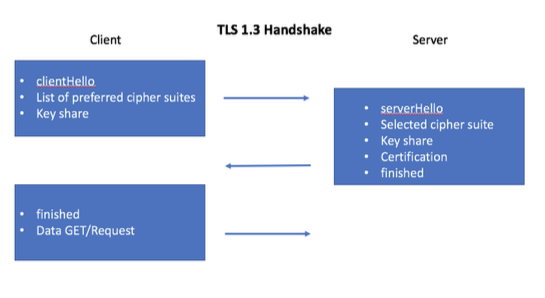 TLS 1.3 Handshake
Client
Server
• clientHello
• List of preferred cipher suites
• Key share
• serverHello
• Selected cipher suite
• Key share
• Certification
• finished
• finished
• Data GET/Request